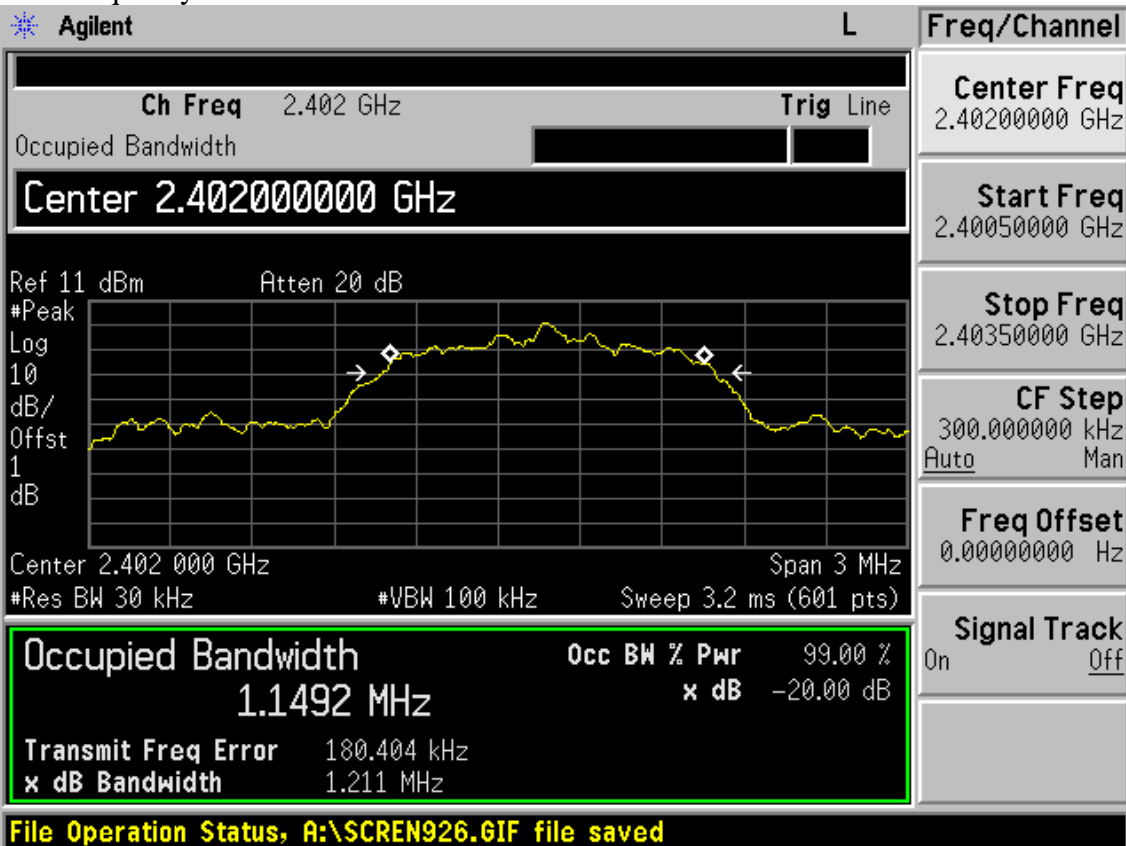 Agilent L Freq/Channel
Ch Freq 2.402 GHz Trig Line
Occupied Bandwidth
Center 2.402000000 GHz
Ref 11 dBm Atten 20 dB
#Peak
Log
10
dB/
Offst
1
dB
Center 2.402 000 GHz Span 3 MHz
#Res BW 30 kHz #VBW 100 kHz Sweep 3.2 ms (601 pts)
Occupied Bandwidth Occ BW % Pwr 99.00 %
1.1492 MHz x dB -20.00 dB
Transmit Freq Error 180.404 kHz
x dB Bandwidth 1.211 MHz
File Operation Status, A:\SCREN926.GIF file saved
Center Freq
2.40200000 GHz
Start Freq
2.40050000 GHz
Stop Freq
2.40350000 GHz
CF Step
300.000000 kHz
Auto Man
Freq Offset
0.00000000 Hz
Signal Track
On Off